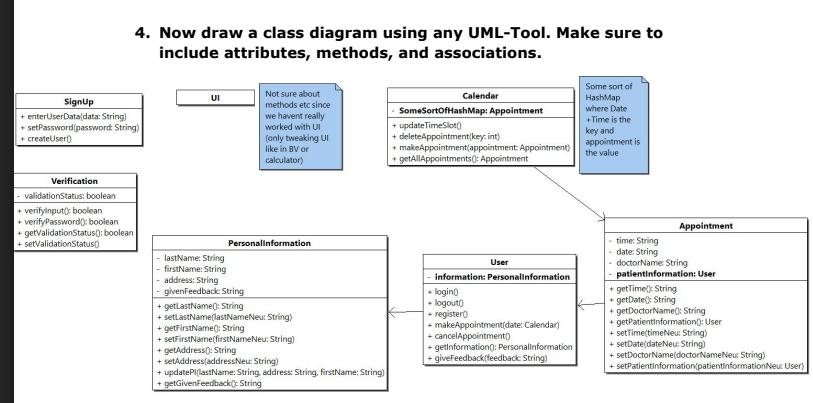 4. Now draw a class diagram using any UML-Tool. Make sure to
include attributes, methods, and associations.
SignUp
+ enterUserData(data: String)
+ setPassword(password: String)
+ createUser()
UI
Not sure about
methods etc since
we havent really
worked with UI
(only tweaking UI
like in BV or
calculator)
Calendar
- SomeSortOfHashMap: Appointment
+ updateTimeSlot()
+ deleteAppointment(key: int)
+ makeAppointment(appointment: Appointment)
+ getAllAppointments(): Appointment
Some sort of
HashMap
where Date
+Time is the
key and
appointment is
the value
Verification
- validationStatus: boolean
+ verifyInput(): boolean
+ verifyPassword(): boolean
+ getValidationStatus(): boolean
+ setValidationStatus()
PersonalInformation
- lastName: String
- firstName: String
- address: String
- givenFeedback: String
+ getLastName(): String
+ setLastName(lastNameNeu: String)
+ getFirstName(): String
+ setFirstName(firstNameNeu: String)
+ getAddress(): String
+ setAddress(addressNeu: String)
+ updatePI(lastName: String, address: String, firstName: String)
+ getGivenFeedback(): String
User
- information: PersonalInformation
+ login()
+ logout()
+ register()
+ makeAppointment(date: Calendar)
+ cancelAppointment()
+ getInformation(): PersonalInformation
+ giveFeedback(feedback: String)
Appointment
- time: String
- date: String
- doctorName: String
- patientInformation: User
+ getTime(): String
+ getDate(): String
+ getDoctorName(): String
+ getPatientInformation(): User
+ setTime(timeNeu: String)
+ setDate(dateNeu: String)
+ setDoctorName(doctorNameNeu: String)
+ setPatientInformation(patientInformationNeu: User)